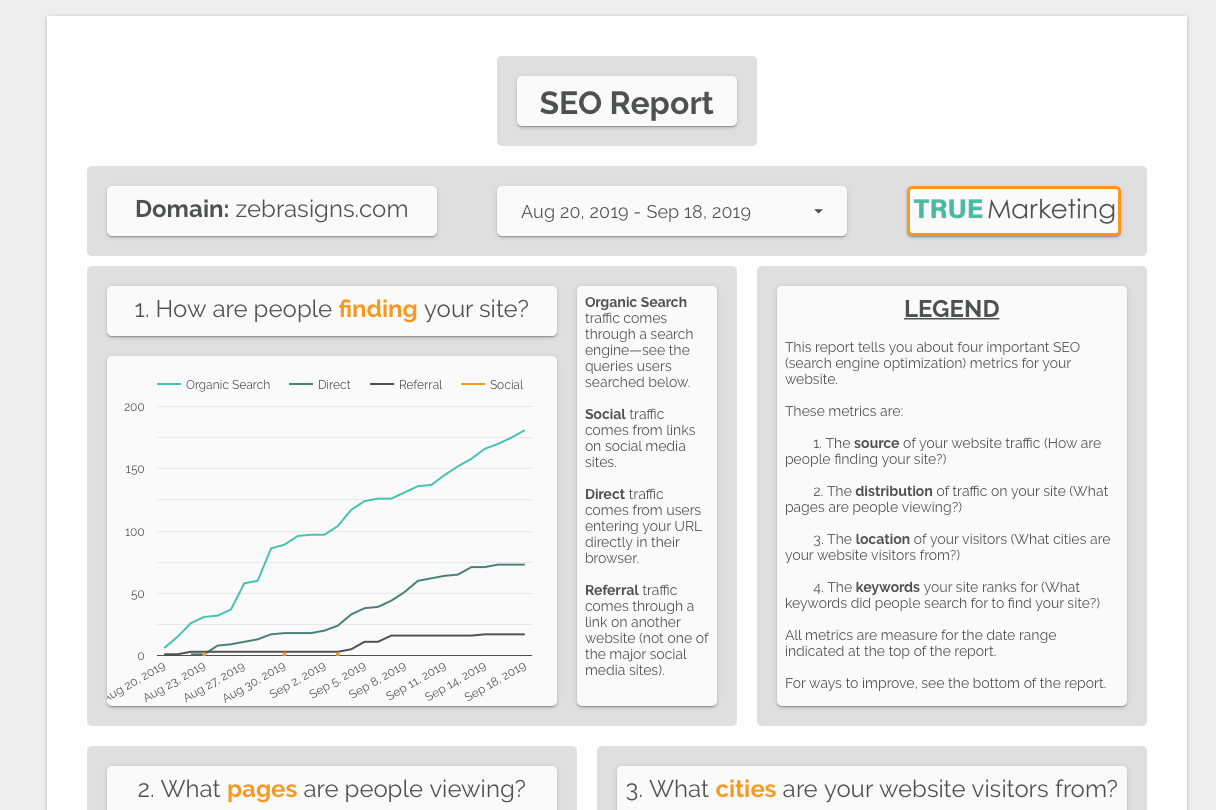 SEO Report
Domain: zebrasigns.com
Aug 20, 2019 - Sep 18, 2019
TRUE Marketing
1. How are people finding your site?
Organic Search
Direct
Referral
Social
200
150
100
50
0
Aug 20, 2019
Aug 23, 2019
Aug 27, 2019
Aug 30, 2019
Sep 2, 2019
Sep 5, 2019
Sep 8, 2019
Sep 11, 2019
Sep 14, 2019
Sep 18, 2019
Organic Search
traffic comes
through a search
engine—see the
queries users
searched below.
Social traffic
comes from links
on social media
sites.
Direct traffic
comes from users
entering your URL
directly in their
browser.
Referral traffic
comes through a
link on another
website (not one of
the major social
media sites).
LEGEND
This report tells you about four important SEO
(search engine optimization) metrics for your
website.
These metrics are:
1. The source of your website traffic (How are
people finding your site?)
2. The distribution of traffic on your site (What
pages are people viewing?)
3. The location of your visitors (What cities are
your website visitors from?)
4. The keywords your site ranks for (What
keywords did people search for to find your site?)
All metrics are measure for the date range
indicated at the top of the report.
For ways to improve, see the bottom of the report.
2. What pages are people viewing?
3. What cities are your website visitors from?